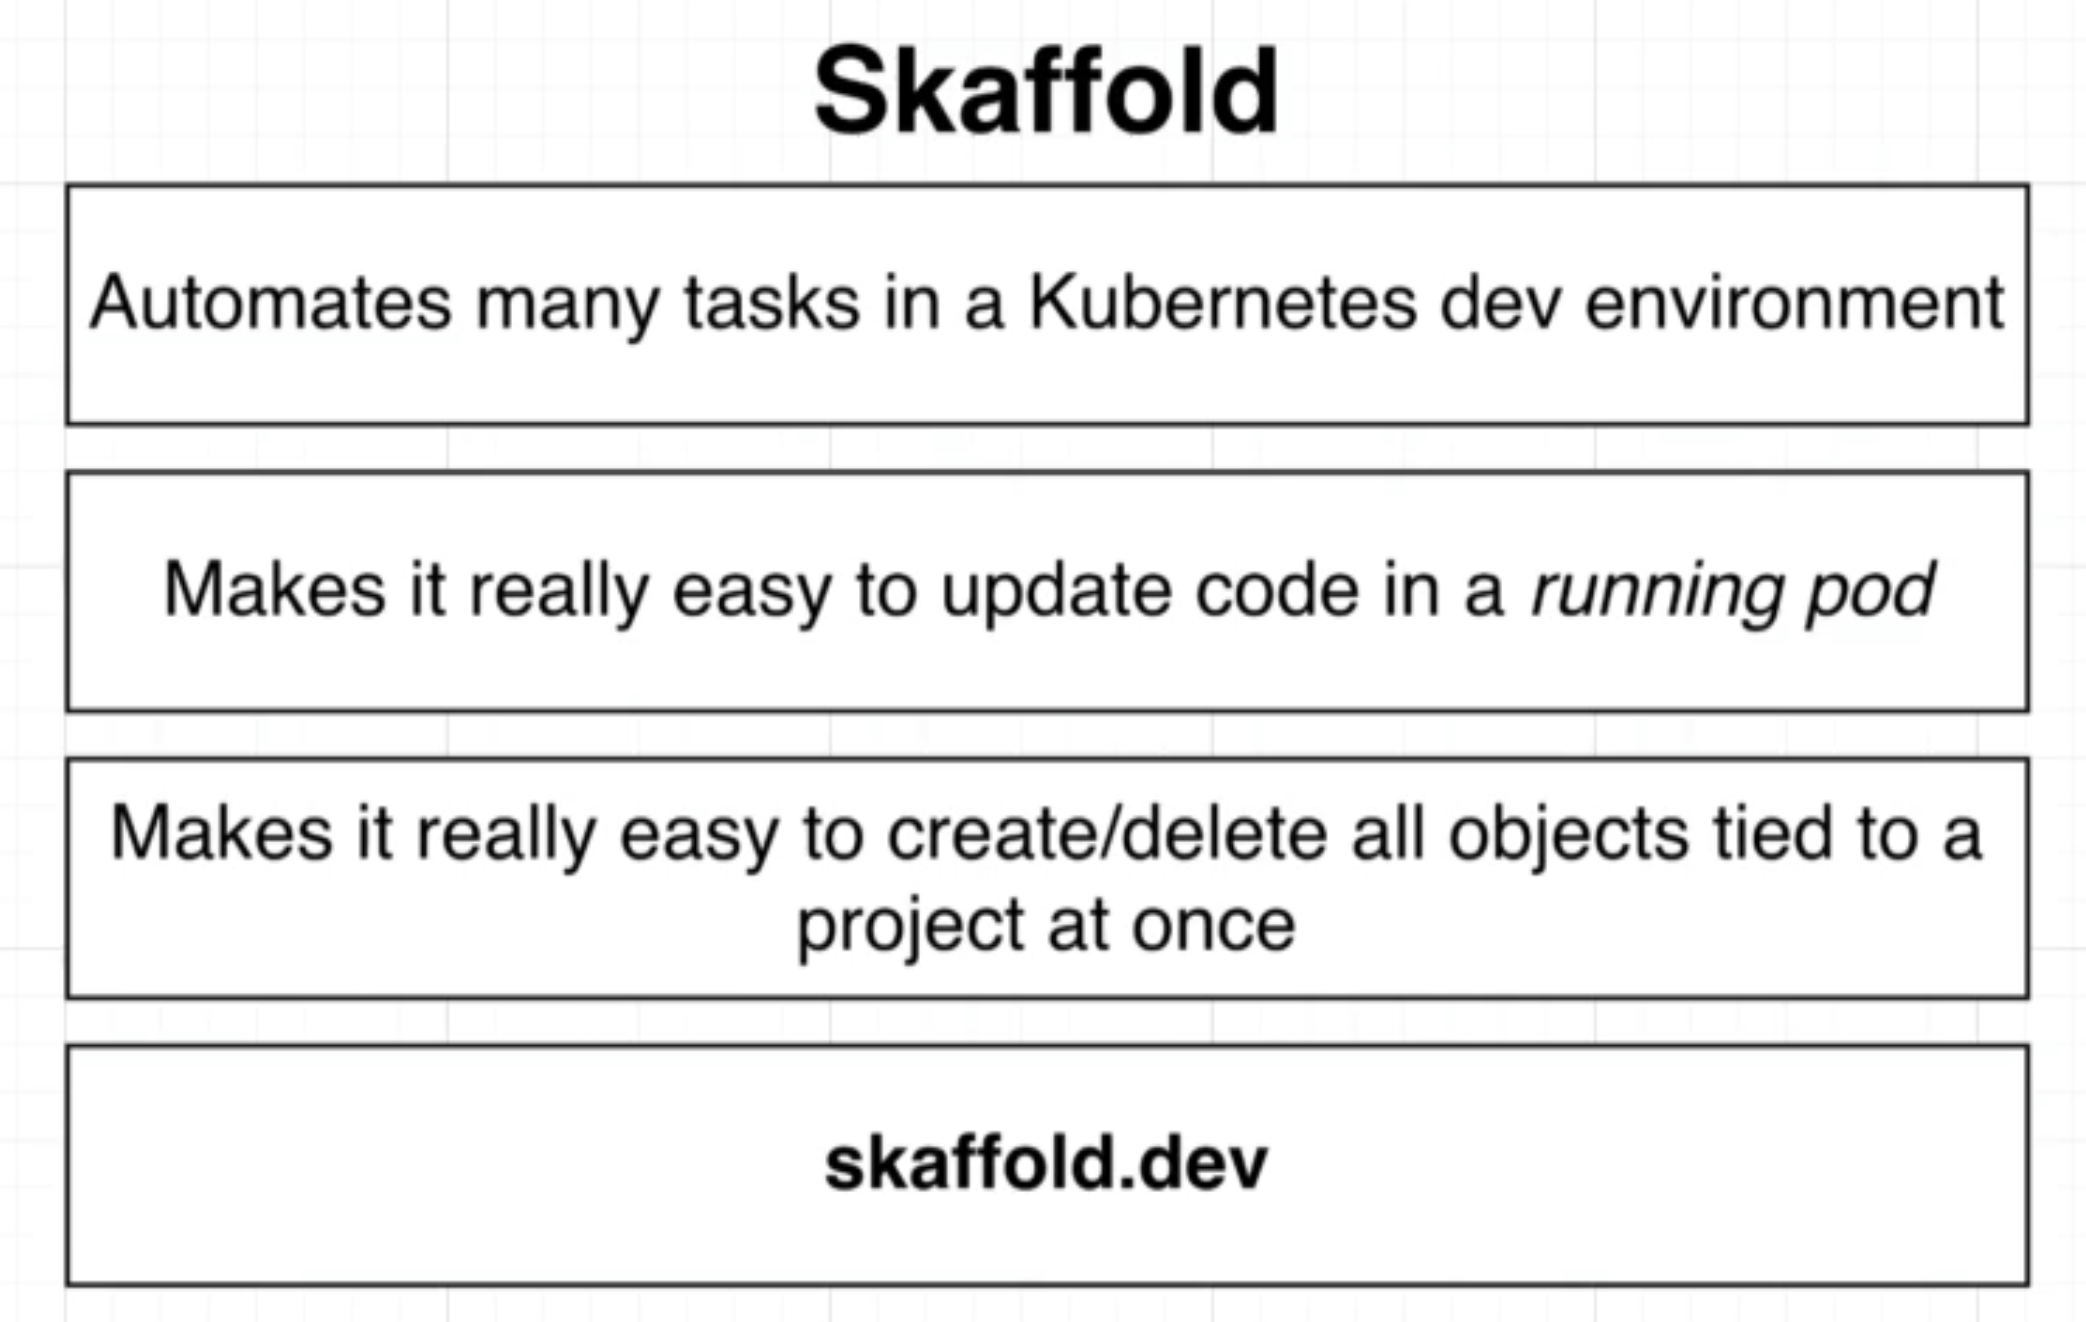 Skaffold
Automates many tasks in a Kubernetes dev environment
Makes it really easy to update code in a running pod
Makes it really easy to create/delete all objects tied to a
project at once
skaffold.dev